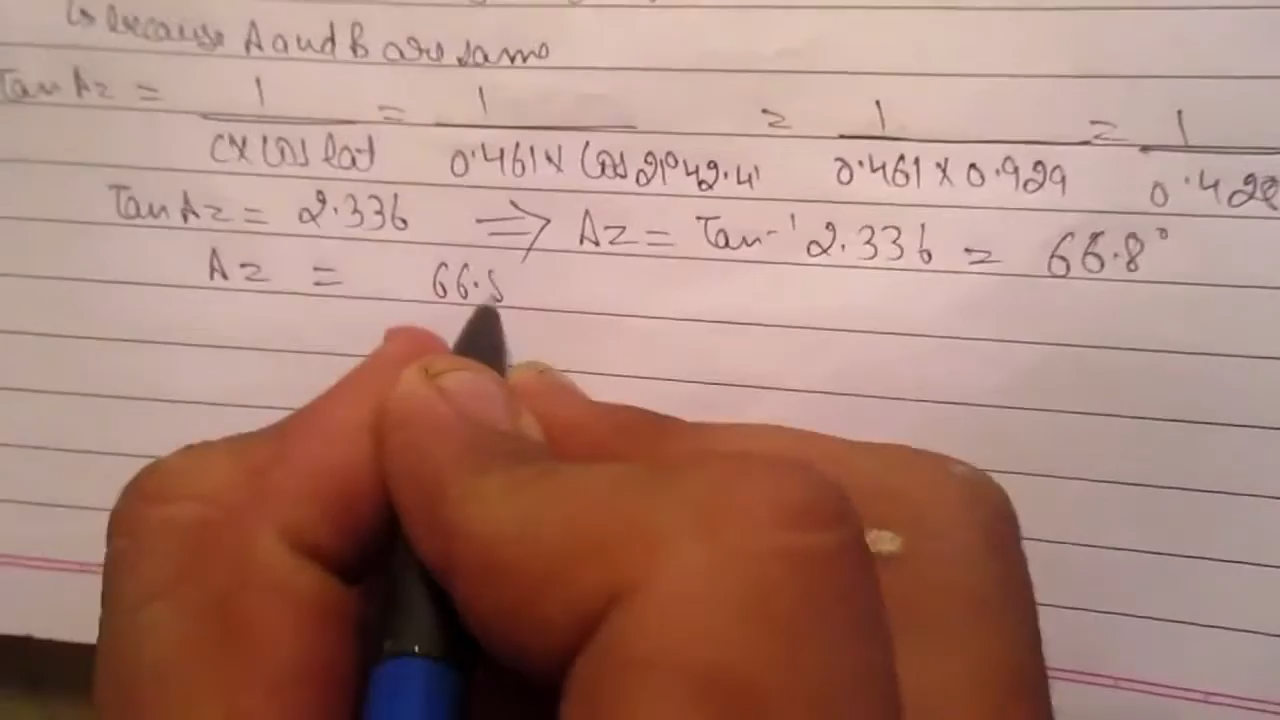 because A and B are same
Tan Az = 1 / C x Cos lat = 1 / 0.461 x Cos 21° 42.4' = 1 / 0.461 x 0.929 = 1 / 0.428
Tan Az = 2.336 ⇒ Az = Tan-1 2.336 = 66.8°
Az = 66.